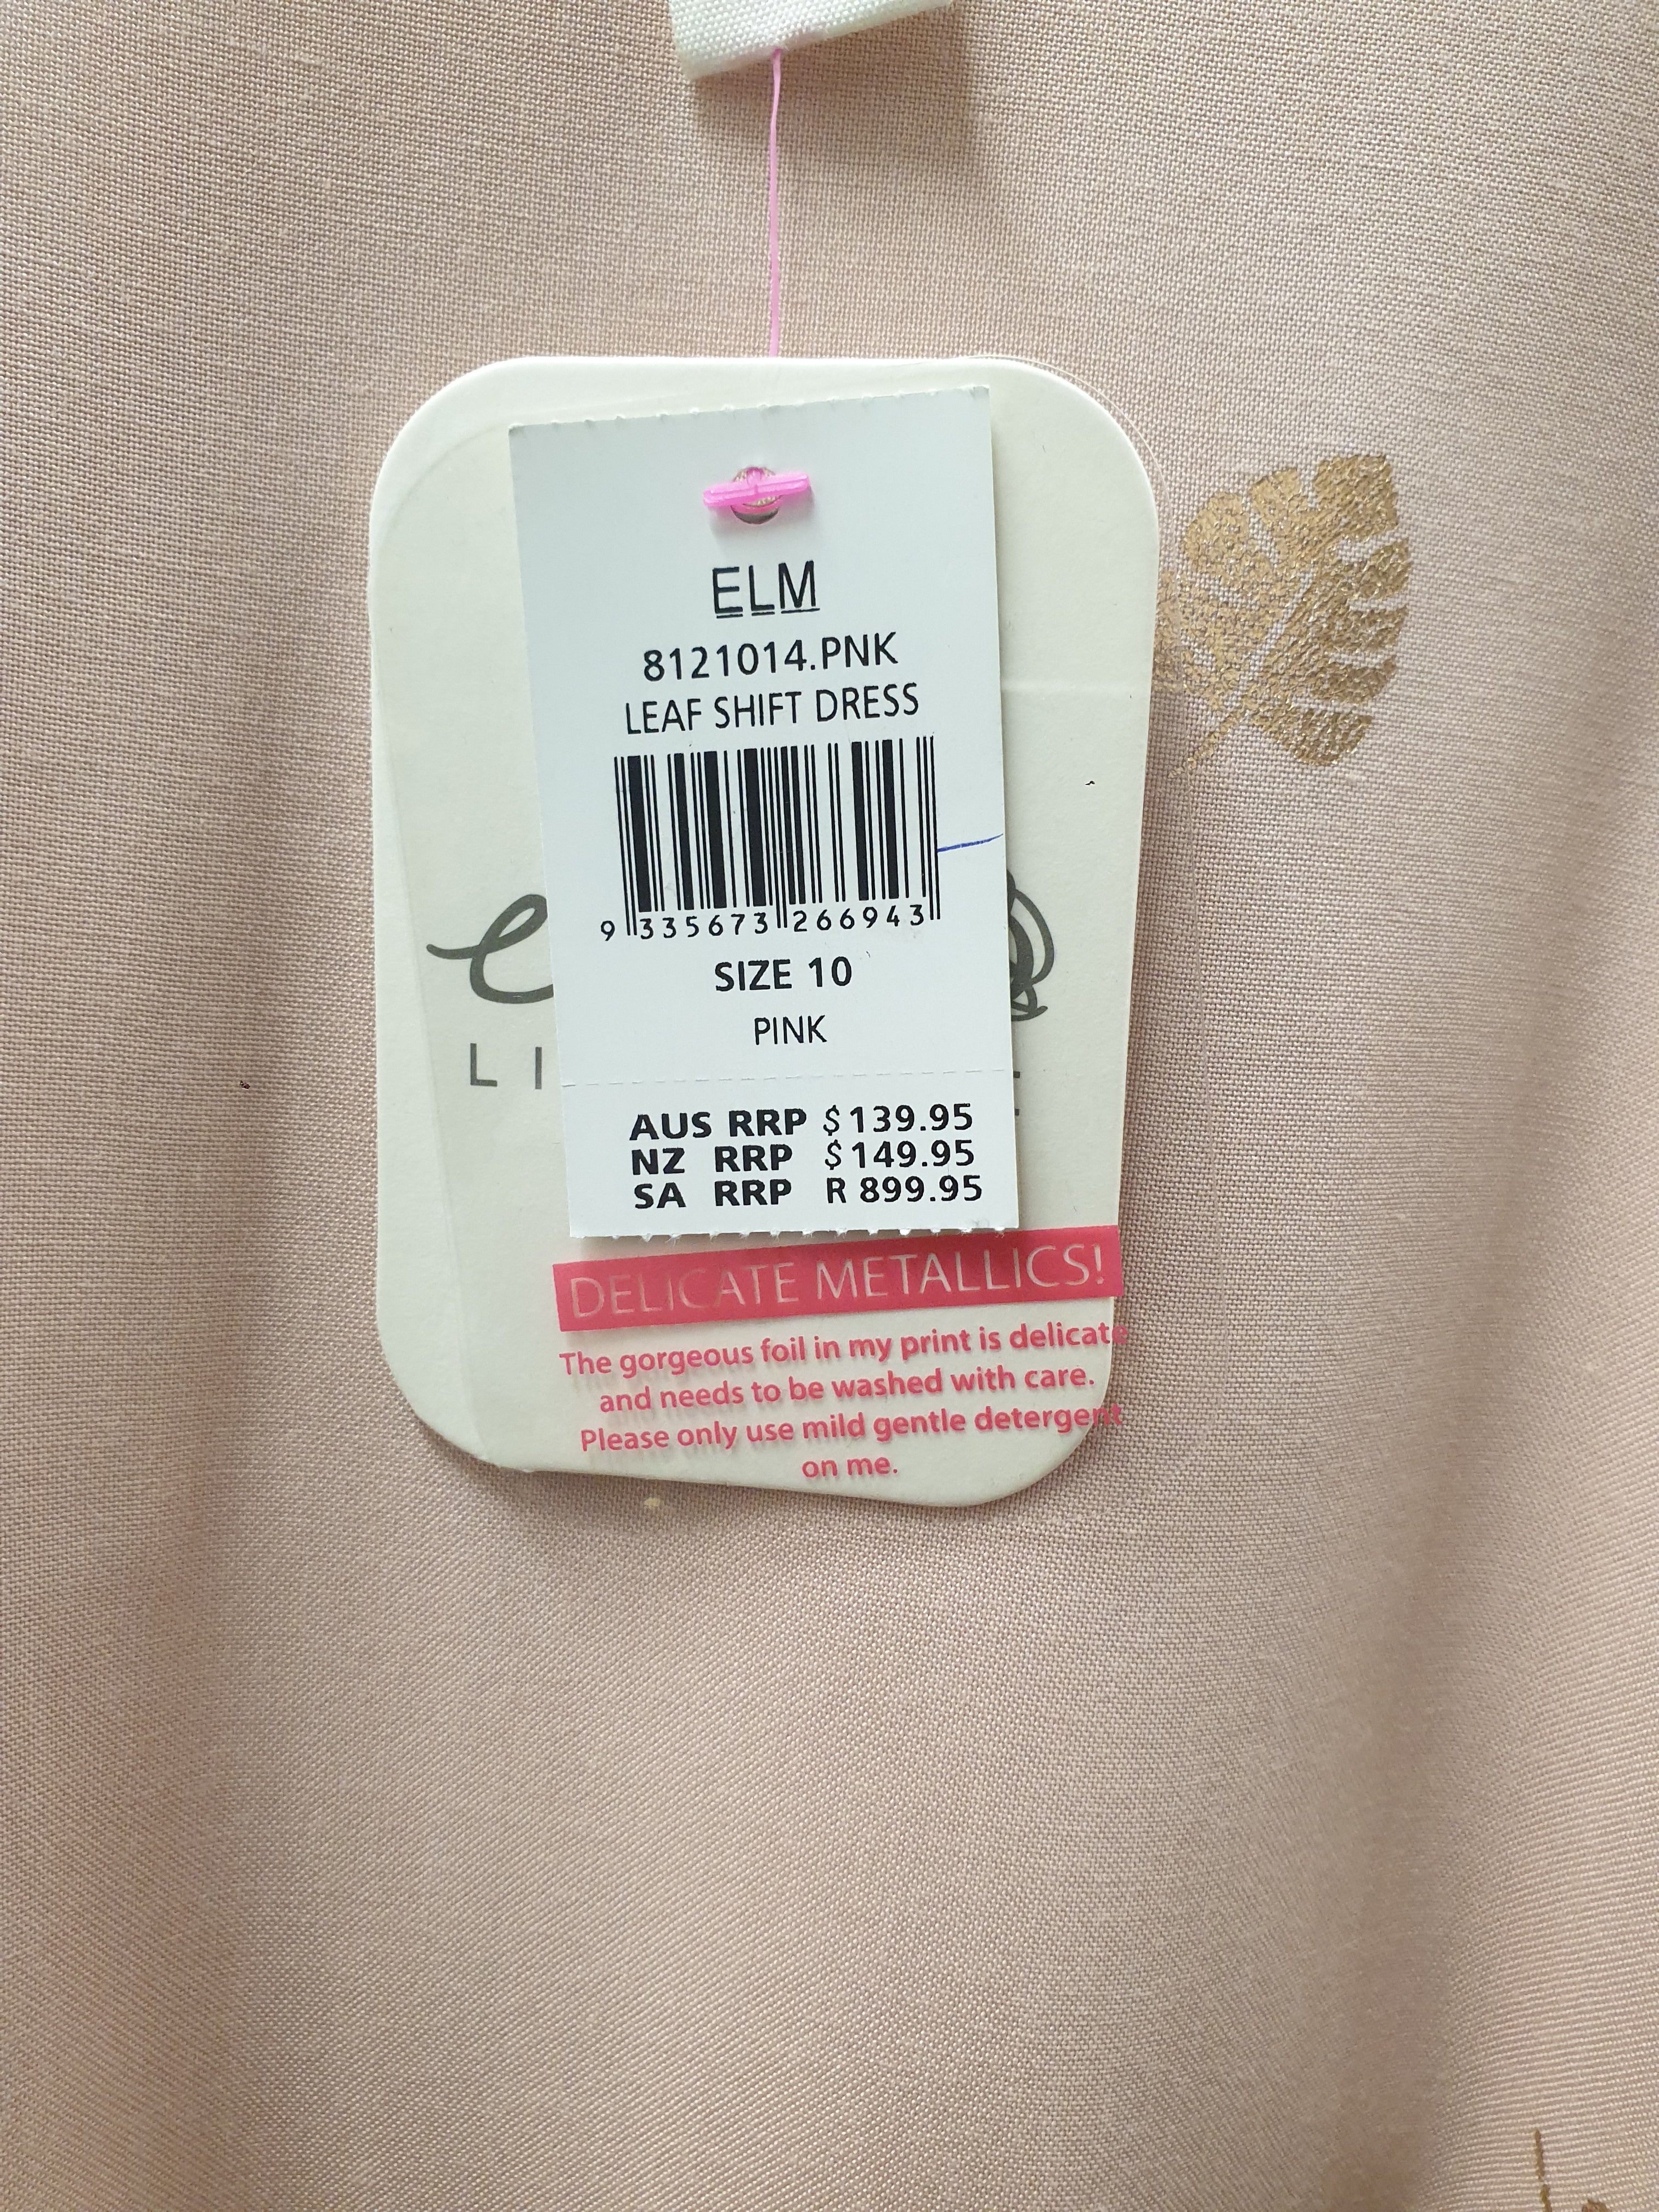 ELM
8121014.PNK
LEAF SHIFT DRESS
9 335673 266943
SIZE 10
PINK
AUS RRP $139.95
NZ RRP $149.95
SA RRP R 899.95
DELICATE METALLICS!
The gorgeous foil in my print is delicate
and needs to be washed with care.
Please only use mild gentle detergent
on me.